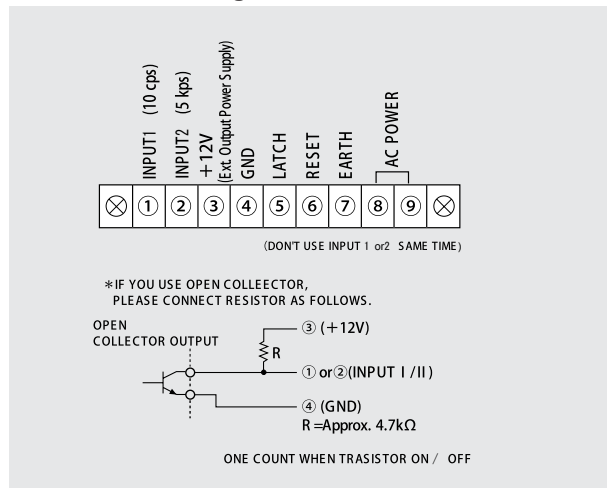 INPUT1 (10 cps)
INPUT2 (5 kps)
+12V
(Ext. Output Power Supply)
GND
LATCH
RESET
EARTH
AC POWER
① ② ③ ④ ⑤ ⑥ ⑦ ⑧ ⑨
(DON'T USE INPUT 1 or2 SAME TIME)
*IF YOU USE OPEN COLLEECTOR,
PLEASE CONNECT RESISTOR AS FOLLOWS.
OPEN
COLLECTOR OUTPUT
③ (+12V)
R
① or②(INPUT I /II)
④ (GND)
R =Approx. 4.7kΩ
ONE COUNT WHEN TRASISTOR ON / OFF